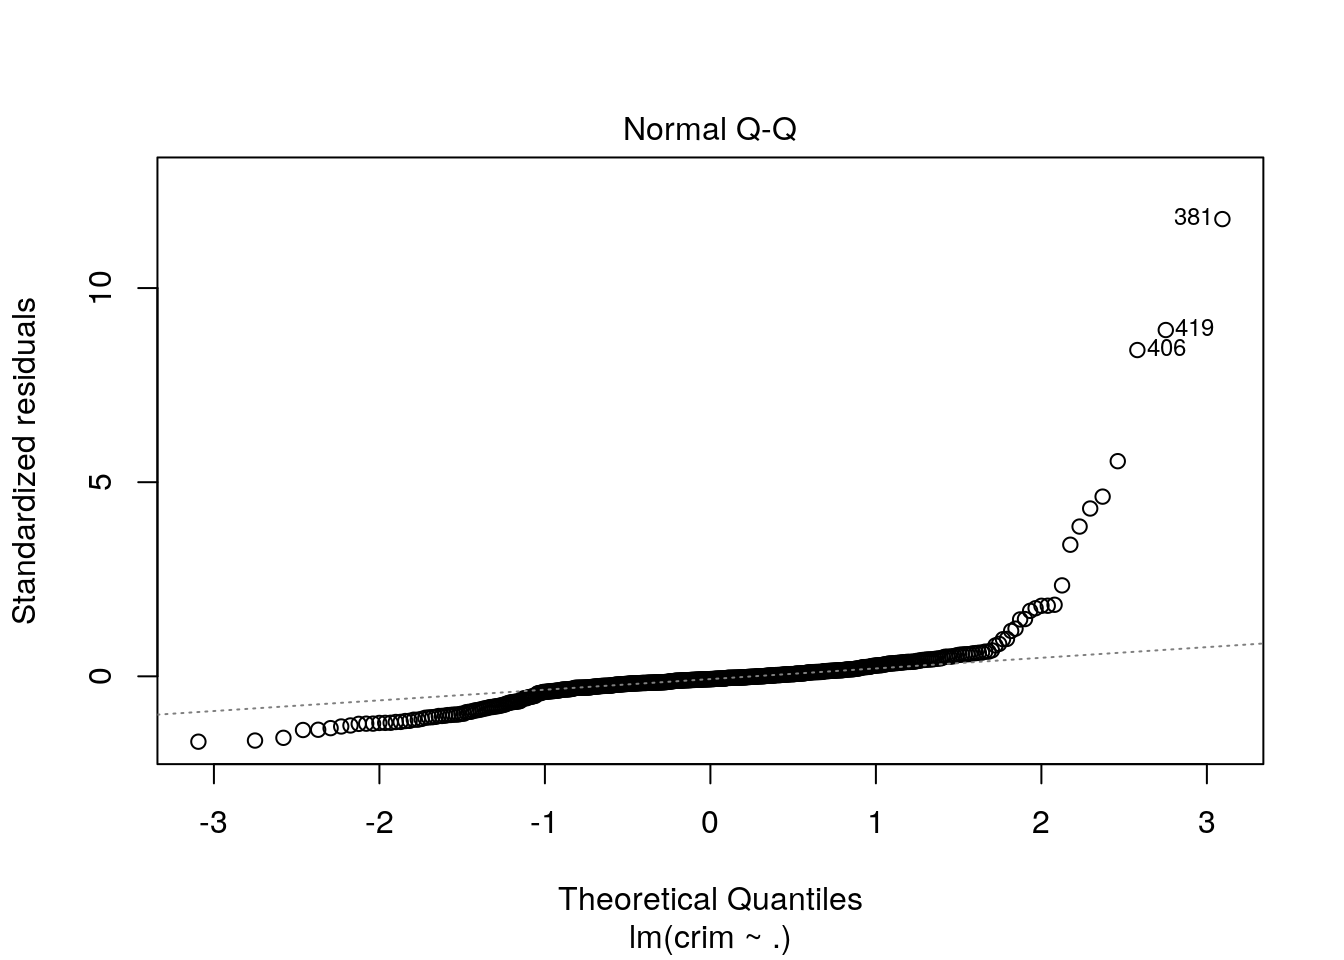 Normal Q-Q
Standardized residuals
10
5
0
381
419
406
-3 -2 -1 0 1 2 3
Theoretical Quantiles
lm(crim ~ .)